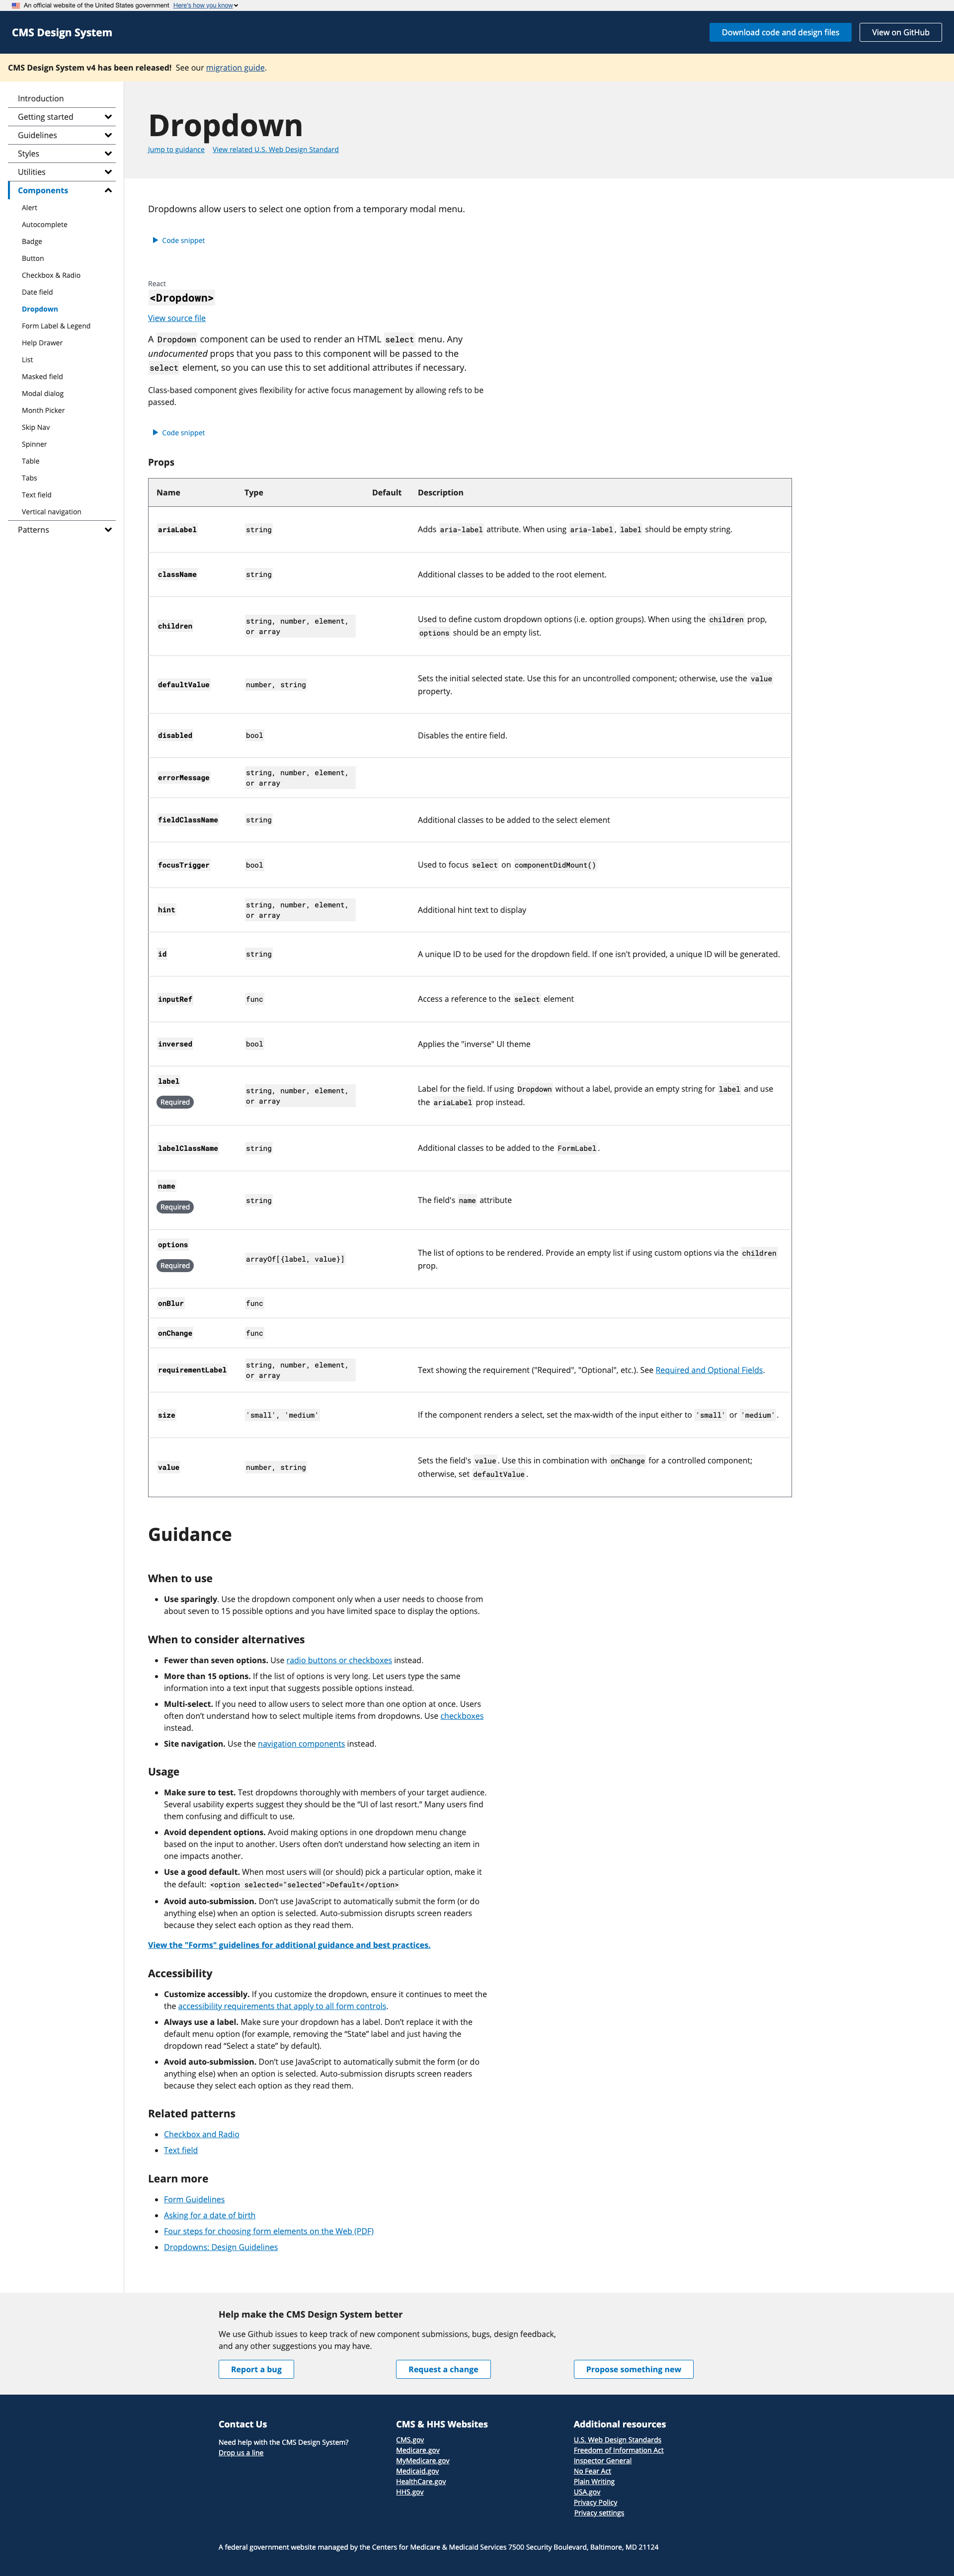 An official website of the United States government Here's how you know
CMS Design System
Download code and design files
View on GitHub
CMS Design System v4 has been released! See our migration guide.
Introduction
Getting started
Guidelines
Styles
Utilities
Components
Alert
Autocomplete
Badge
Button
Checkbox & Radio
Date field
Dropdown
Form Label & Legend
Help Drawer
List
Masked field
Modal dialog
Month Picker
Skip Nav
Spinner
Table
Tabs
Text field
Vertical navigation
Patterns
Dropdown
Jump to guidance View related U.S. Web Design Standard
Dropdowns allow users to select one option from a temporary modal menu.
Code snippet
React
<Dropdown>
View source file
A Dropdown component can be used to render an HTML select menu. Any
undocumented props that you pass to this component will be passed to the
select element, so you can use this to set additional attributes if necessary.
Class-based component gives flexibility for active focus management by allowing refs to be
passed.
Code snippet
Props
Name Type Default Description
ariaLabel string Adds aria-label attribute. When using aria-label, label should be empty string.
className string Additional classes to be added to the root element.
children string, number, element, or array Used to define custom dropdown options (i.e. option groups). When using the children prop,
options should be an empty list.
defaultValue number, string Sets the initial selected state. Use this for an uncontrolled component; otherwise, use the value
property.
disabled bool Disables the entire field.
errorMessage string, number, element,
or array
fieldClassName string Additional classes to be added to the select element
focusTrigger bool Used to focus select on componentDidMount()
hint string, number, element, or array Additional hint text to display
id string A unique ID to be used for the dropdown field. If one isn't provided, a unique ID will be generated.
inputRef func Access a reference to the select element
inversed bool Applies the "inverse" UI theme
label
Required
string, number, element, or array Label for the field. If using Dropdown without a label, provide an empty string for label and use
the ariaLabel prop instead.
labelClassName string Additional classes to be added to the FormLabel.
name
Required
string The field's name attribute
options
Required
arrayOf[{label, value}] The list of options to be rendered. Provide an empty list if using custom options via the children
prop.
onBlur func
onChange func
requirementLabel string, number, element, or array Text showing the requirement ("Required", "Optional", etc.). See Required and Optional Fields.
size 'small', 'medium' If the component renders a select, set the max-width of the input either to 'small' or 'medium'.
value number, string Sets the field's value. Use this in combination with onChange for a controlled component;
otherwise, set defaultValue.
Guidance
When to use
Use sparingly. Use the dropdown component only when a user needs to choose from
about seven to 15 possible options and you have limited space to display the options.
When to consider alternatives
Fewer than seven options. Use radio buttons or checkboxes instead.
More than 15 options. If the list of options is very long. Let users type the same
information into a text input that suggests possible options instead.
Multi-select. If you need to allow users to select more than one option at once. Users
often don’t understand how to select multiple items from dropdowns. Use checkboxes
instead.
Site navigation. Use the navigation components instead.
Usage
Make sure to test. Test dropdowns thoroughly with members of your target audience.
Several usability experts suggest they should be the “UI of last resort.” Many users find
them confusing and difficult to use.
Avoid dependent options. Avoid making options in one dropdown menu change
based on the input to another. Users often don’t understand how selecting an item in
one impacts another.
Use a good default. When most users will (or should) pick a particular option, make it
the default: <option selected="selected">Default</option>
Avoid auto-submission. Don’t use JavaScript to automatically submit the form (or do
anything else) when an option is selected. Auto-submission disrupts screen readers
because they select each option as they read them.
View the "Forms" guidelines for additional guidance and best practices.
Accessibility
Customize accessibly. If you customize the dropdown, ensure it continues to meet the
the accessibility requirements that apply to all form controls.
Always use a label. Make sure your dropdown has a label. Don’t replace it with the
default menu option (for example, removing the “State” label and just having the
dropdown read “Select a state” by default).
Avoid auto-submission. Don’t use JavaScript to automatically submit the form (or do
anything else) when an option is selected. Auto-submission disrupts screen readers
because they select each option as they read them.
Related patterns
Checkbox and Radio
Text field
Learn more
Form Guidelines
Asking for a date of birth
Four steps for choosing form elements on the Web (PDF)
Dropdowns: Design Guidelines
Help make the CMS Design System better
We use Github issues to keep track of new component submissions, bugs, design feedback,
and any other suggestions you may have.
Report a bug
Request a change
Propose something new
Contact Us
Need help with the CMS Design System?
Drop us a line
CMS & HHS Websites
CMS.gov
Medicare.gov
MyMedicare.gov
Medicaid.gov
HealthCare.gov
HHS.gov
Additional resources
U.S. Web Design Standards
Freedom of Information Act
Inspector General
No Fear Act
Plain Writing
USA.gov
Privacy Policy
Privacy settings
A federal government website managed by the Centers for Medicare & Medicaid Services 7500 Security Boulevard, Baltimore, MD 21124